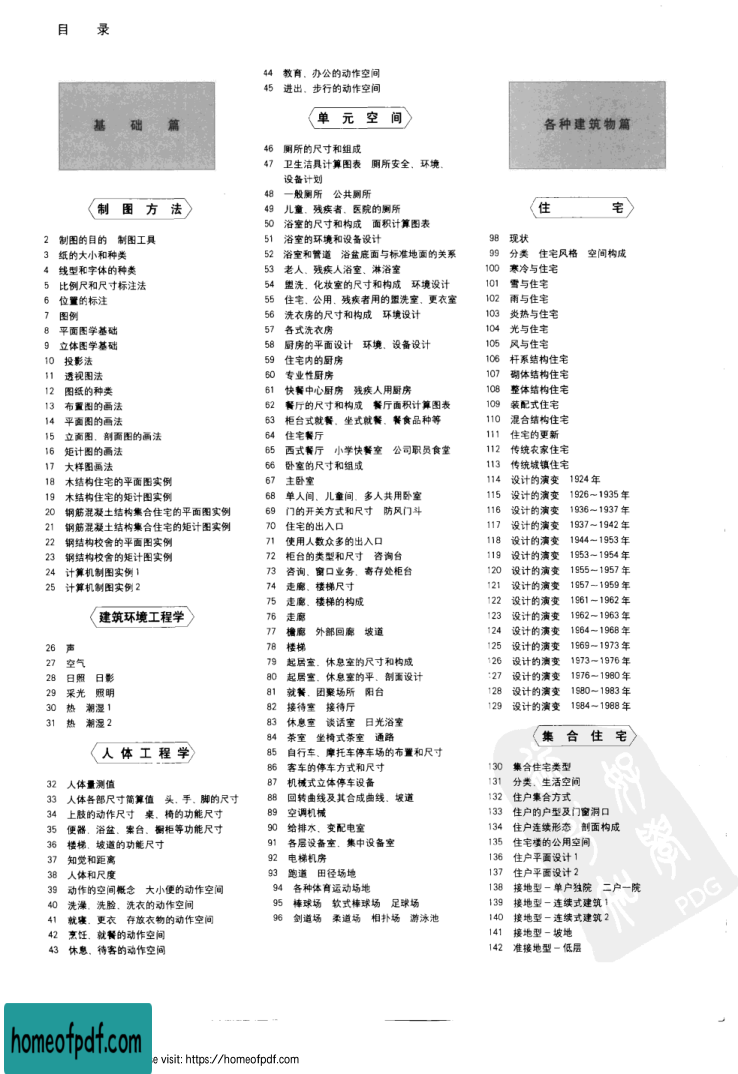 目 录
基 础 篇
制 图 方 法
2 制图的目的 制图工具
3 纸的大小和种类
4 线型和字体的种类
5 比例尺和尺寸标注法
6 位置的标注
7 图例
8 平面图学基础
9 立体图学基础
10 投影法
11 透视图法
12 图纸的种类
13 布置图的画法
14 平面图的画法
15 立面图、剖面图的画法
16 矩计图的画法
17 大样图画法
18 木结构住宅的平面图实例
19 木结构住宅的矩计图实例
20 钢筋混凝土结构集合住宅的平面图实例
21 钢筋混凝土结构集合住宅的矩计图实例
22 钢结构校舍的平面图实例
23 钢结构校舍的矩计图实例
24 计算机制图实例1
25 计算机制图实例2
建筑环境工程学
26 声
27 空气
28 日照 日影
29 采光 照明
30 热 潮湿1
31 热 潮湿2
人 体 工 程 学
32 人体量测值
33 人体各部尺寸简算值 头、手、脚的尺寸
34 上肢的动作尺寸 桌、椅的功能尺寸
35 便器、浴盆、案台、橱柜等功能尺寸
36 楼梯、坡道的功能尺寸
37 知觉和距离
38 人体和尺度
39 动作的空间概念 大小便的动作空间
40 洗澡、洗脸、洗衣的动作空间
41 就寝、更衣 存放衣物的动作空间
42 烹饪、就餐的动作空间
43 休息、待客的动作空间
44 教育、办公的动作空间
45 进出、步行的动作空间
单 元 空 间
46 厕所的尺寸和组成
47 卫生洁具计算图表 厕所安全、环境、
设备计划
48 一般厕所 公共厕所
49 儿童、残疾者、医院的厕所
50 浴室的尺寸和构成 面积计算图表
51 浴室的环境和设备设计
52 浴室和管道 浴盆底面与标准地面的关系
53 老人、残疾人浴室、淋浴室
54 盥洗、化妆室的尺寸和构成 环境设计
55 住宅、公用、残疾者用的盥洗室、更衣室
56 洗衣房的尺寸和构成 环境设计
57 各式洗衣房
58 厨房的平面设计 环境、设备设计
59 住宅内的厨房
60 专业性厨房
61 快餐中心厨房 残疾人用厨房
62 餐厅的尺寸和构成 餐厅面积计算图表
63 柜台式就餐、坐式就餐、餐食品种等
64 住宅餐厅
65 西式餐厅 小学快餐室 公司职员食堂
66 卧室的尺寸和组成
67 主卧室
68 单人间、儿童间、多人共用卧室
69 门的开关方式和尺寸 防风门斗
70 住宅的出入口
71 使用人数众多的出入口
72 柜台的类型和尺寸 咨询台
73 咨询、窗口业务、寄存处柜台
74 走廊、楼梯尺寸
75 走廊、楼梯的构成
76 走廊
77 檐廊 外部回廊 坡道
78 楼梯
79 起居室、休息室的尺寸和构成
80 起居室、休息室的平、剖面设计
81 就餐、团聚场所 阳台
82 接待室 接待厅
83 休息室 谈话室 日光浴室
84 茶室 坐椅式茶室 通路
85 自行车、摩托车停车场的布置和尺寸
86 客车的停车方式和尺寸
87 机械式立体停车设备
88 回转曲线及其合成曲线、坡道
89 空调机械
90 给排水、变配电室
91 各层设备室、集中设备室
92 电梯机房
93 跑道 田径场地
94 各种体育运动场地
95 棒球场 软式棒球场 足球场
96 剑道场 柔道场 相扑场 游泳池
各种建筑物篇
住 宅
98 现状
99 分类 住宅风格 空间构成
100 寒冷与住宅
101 雪与住宅
102 雨与住宅
103 炎热与住宅
104 光与住宅
105 风与住宅
106 杆系结构住宅
107 砌体结构住宅
108 整体结构住宅
109 装配式住宅
110 混合结构住宅
111 住宅的更新
112 传统农家住宅
113 传统城镇住宅
114 设计的演变 1924年
115 设计的演变 1926～1935年
116 设计的演变 1936～1937年
117 设计的演变 1937～1942年
118 设计的演变 1944～1953年
119 设计的演变 1953～1954年
120 设计的演变 1955～1957年
121 设计的演变 1957～1959年
122 设计的演变 1961～1962年
123 设计的演变 1962～1963年
124 设计的演变 1964～1968年
125 设计的演变 1969～1973年
126 设计的演变 1973～1976年
127 设计的演变 1976～1980年
128 设计的演变 1980～1983年
129 设计的演变 1984～1988年
集 合 住 宅
130 集合住宅类型
131 分类、生活空间
132 住户集合方式
133 住户的户型及门窗洞口
134 住户连续形态 剖面构成
135 住宅楼的公用空间
136 住户平面设计1
137 住户平面设计2
138 接地型－单户独院 二户一院
139 接地型－连续式建筑1
140 接地型－连续式建筑2
141 接地型－坡地
142 准接地型－低层
PDG
homeofpdf.com
e visit: https://homeofpdf.com